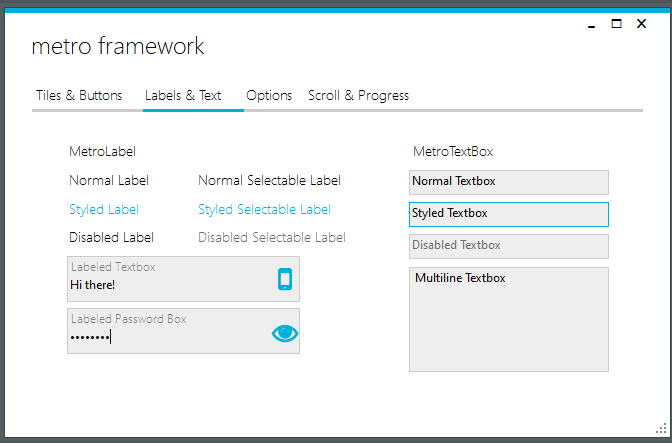 metro framework
Tiles & Buttons Labels & Text Options Scroll & Progress
MetroLabel
Normal Label Normal Selectable Label
Styled Label Styled Selectable Label
Disabled Label Disabled Selectable Label
Labeled Textbox
Hi there!
Labeled Password Box
••••••••
MetroTextBox
Normal Textbox
Styled Textbox
Disabled Textbox
Multiline Textbox